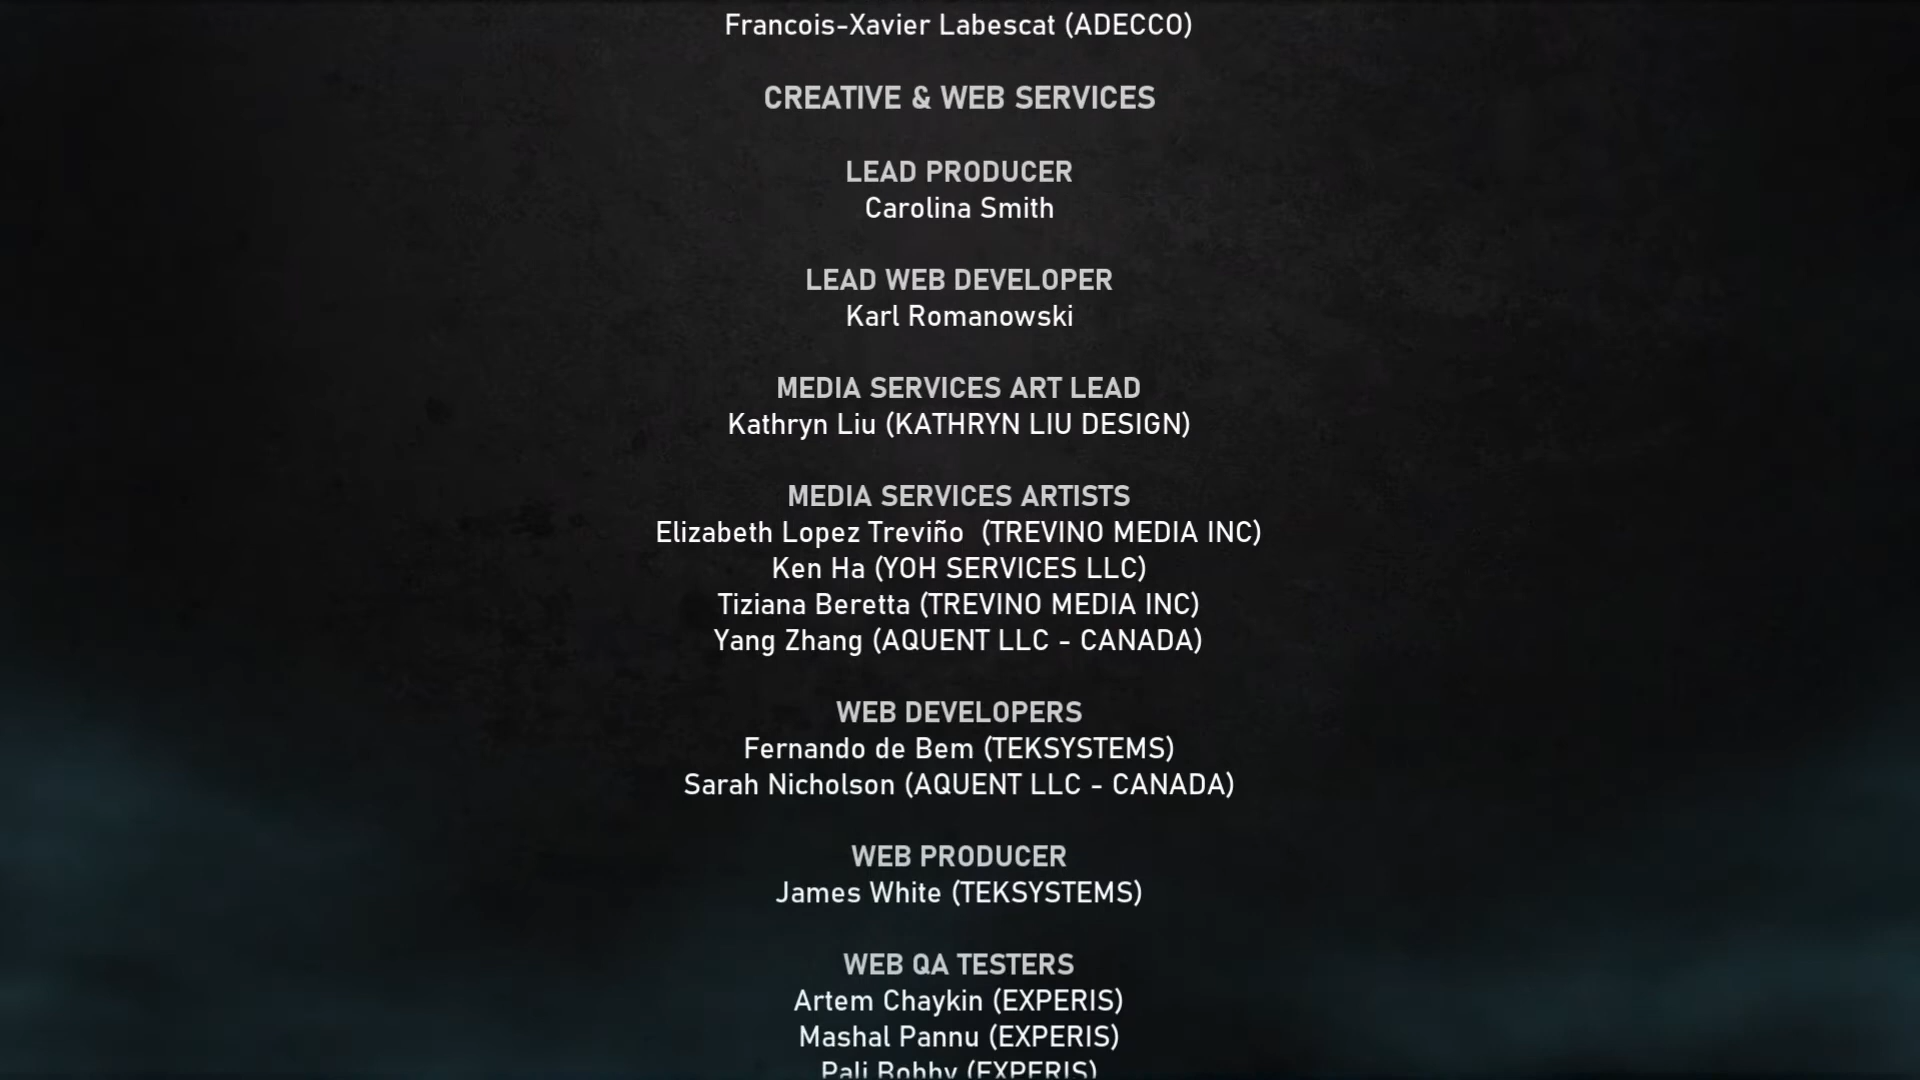 Francois-Xavier Labescat (ADECCO)
CREATIVE & WEB SERVICES
LEAD PRODUCER
Carolina Smith
LEAD WEB DEVELOPER
Karl Romanowski
MEDIA SERVICES ART LEAD
Kathryn Liu (KATHRYN LIU DESIGN)
MEDIA SERVICES ARTISTS
Elizabeth Lopez Treviño (TREVINO MEDIA INC)
Ken Ha (YOH SERVICES LLC)
Tiziana Beretta (TREVINO MEDIA INC)
Yang Zhang (AQUENT LLC - CANADA)
WEB DEVELOPERS
Fernando de Bem (TEKSYSTEMS)
Sarah Nicholson (AQUENT LLC - CANADA)
WEB PRODUCER
James White (TEKSYSTEMS)
WEB QA TESTERS
Artem Chaykin (EXPERIS)
Mashal Pannu (EXPERIS)
Pali Bobby (EXPERIS)